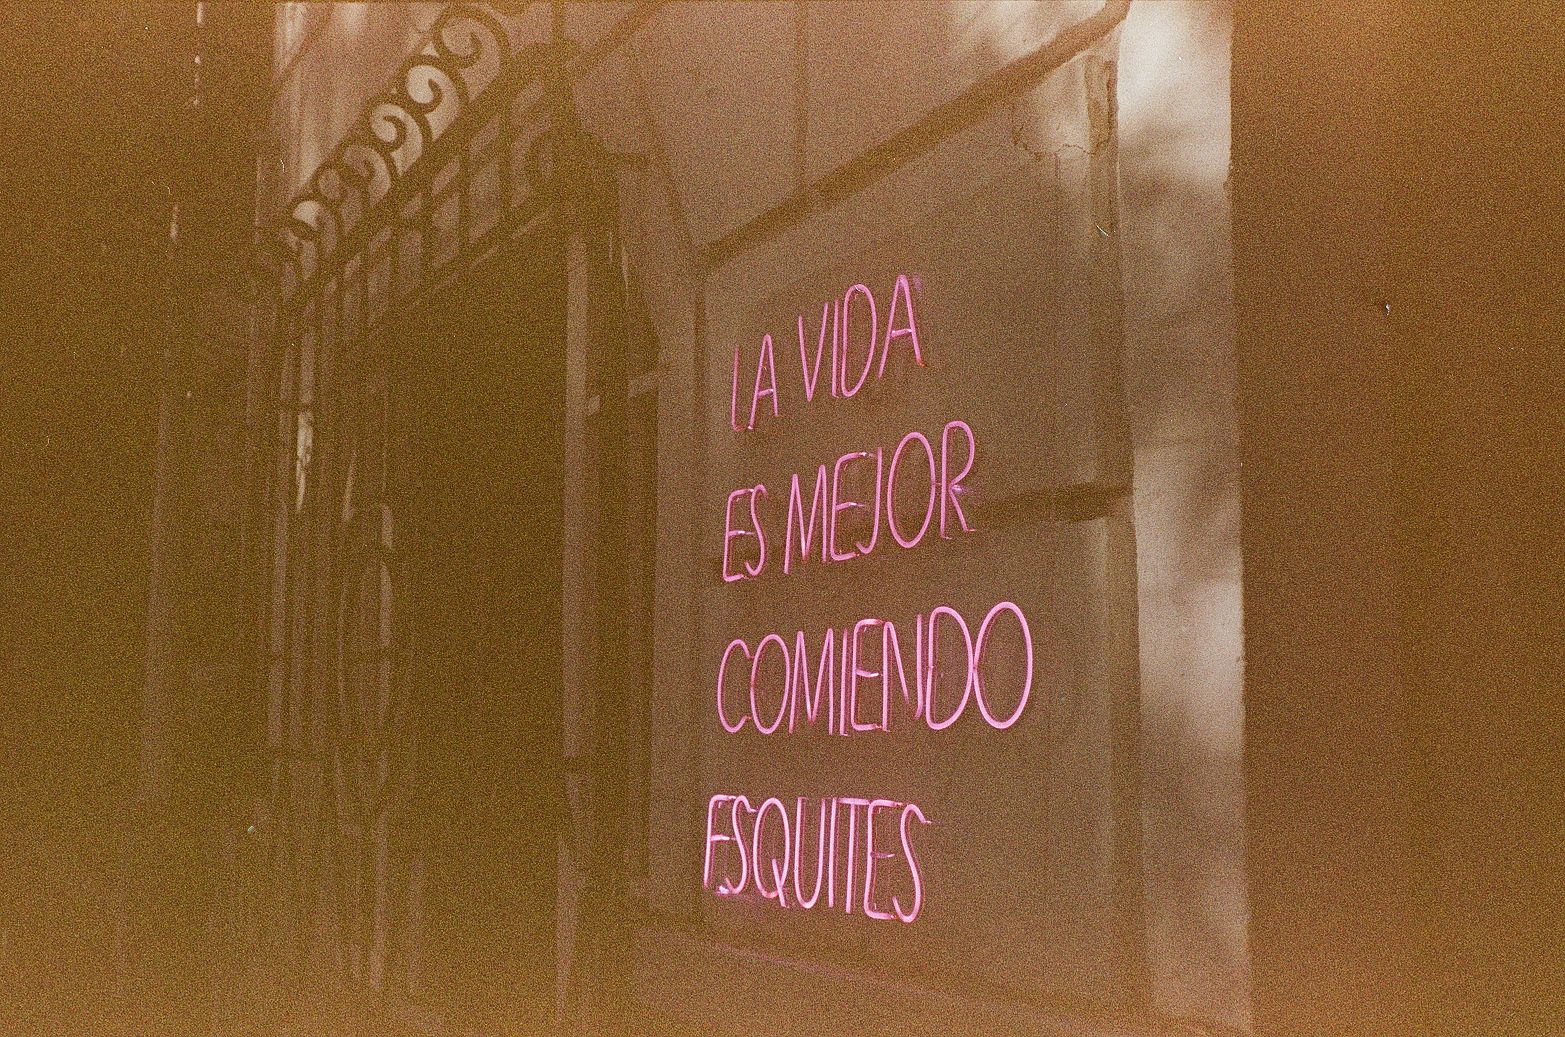 LA VIDA
ES MEJOR
COMIENDO
ESQUITES